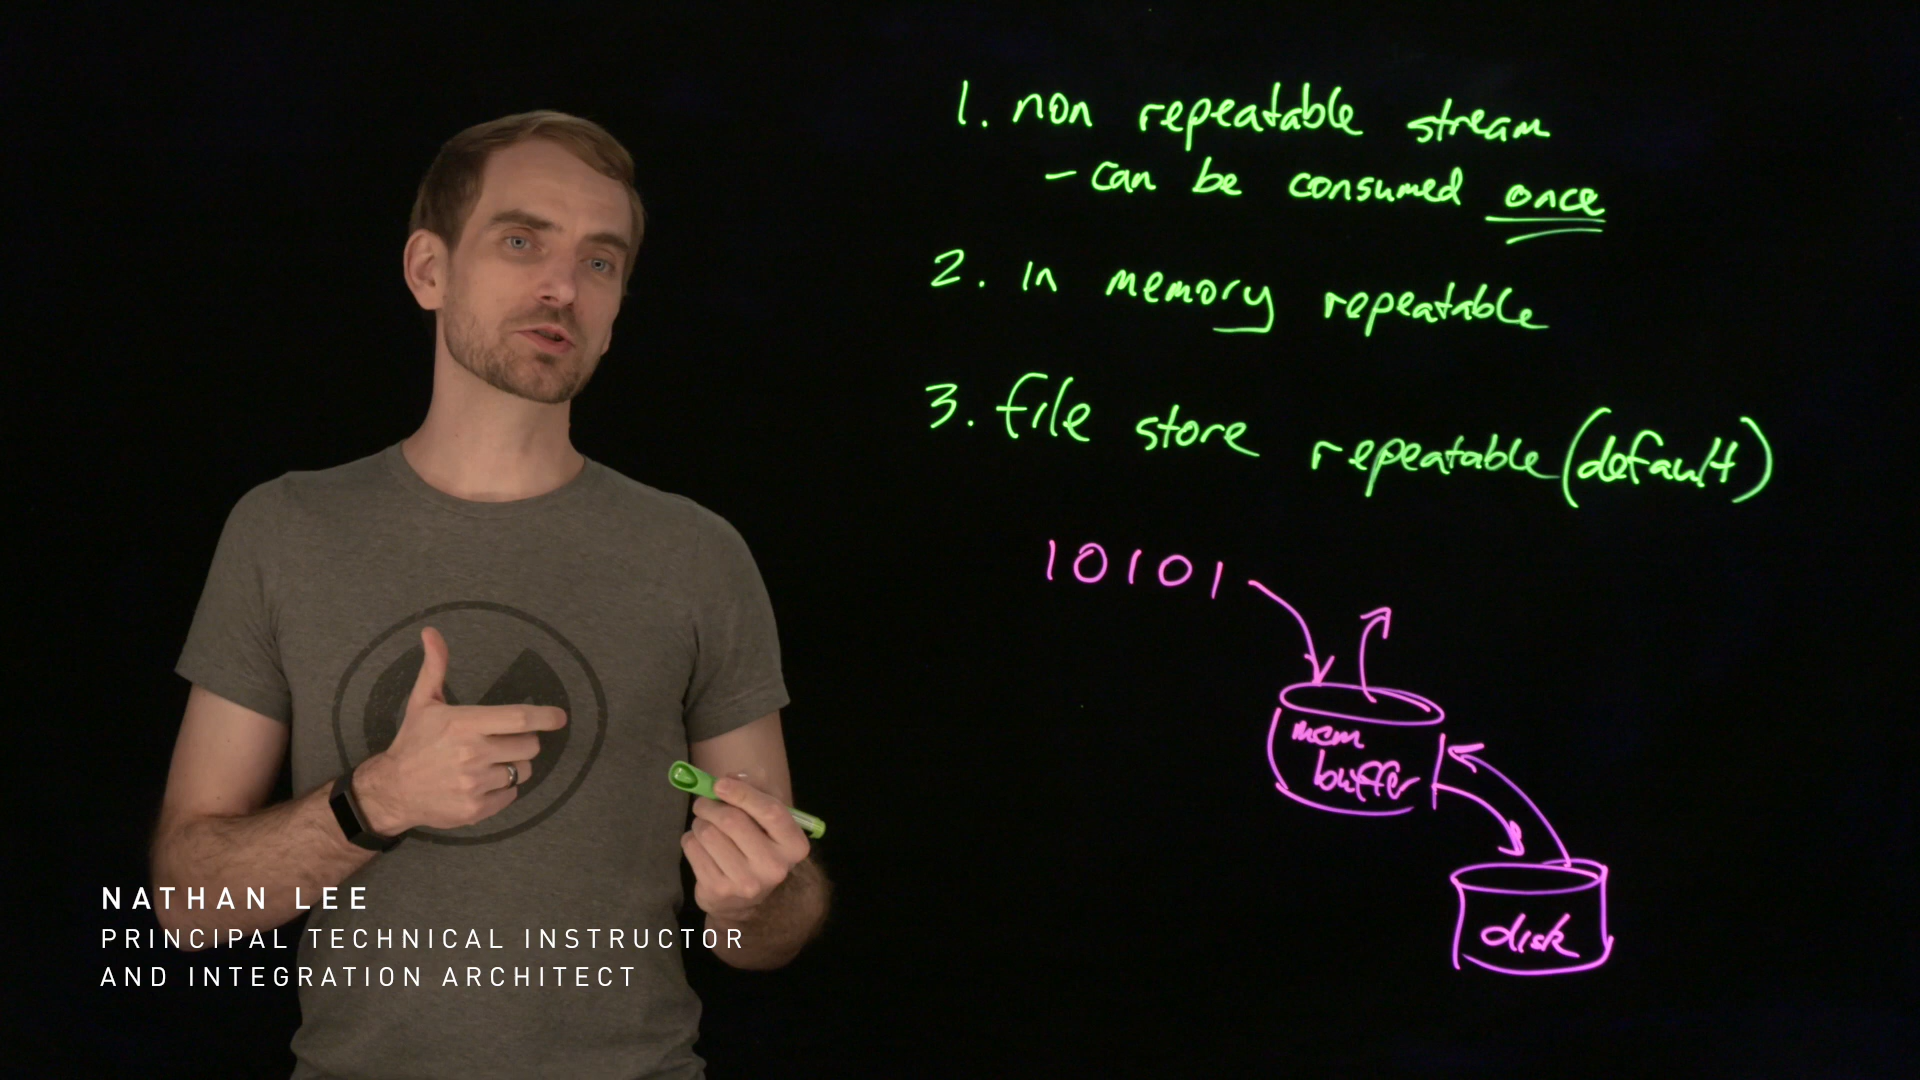 1. non repeatable stream
- can be consumed once
2. in memory repeatable
3. file store repeatable (default)
10101
mem
buffer
disk
NATHAN LEE
PRINCIPAL TECHNICAL INSTRUCTOR
AND INTEGRATION ARCHITECT